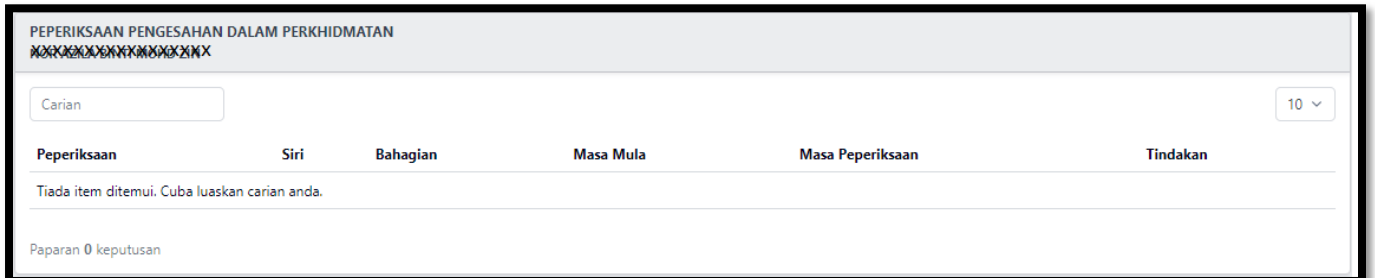 PEPERIKSAAN PENGESAHAN DALAM PERKHIDMATAN
XXXXXXXXXXXXXXXXX
Carian
10
Peperiksaan Siri Bahagian Masa Mula Masa Peperiksaan Tindakan
Tiada item ditemui. Cuba luaskan carian anda.
Paparan 0 keputusan